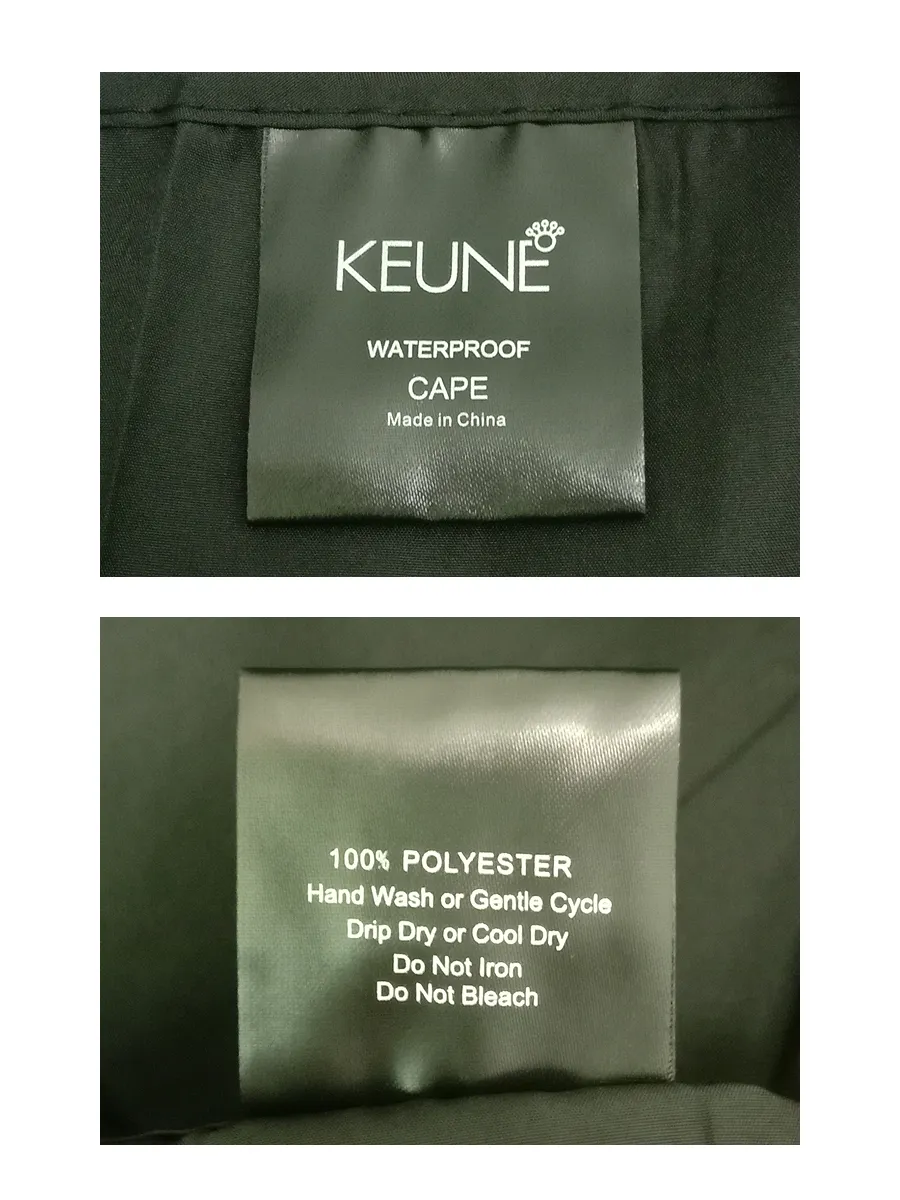 KEUNE
WATERPROOF
CAPE
Made in China
100% POLYESTER
Hand Wash or Gentle Cycle
Drip Dry or Cool Dry
Do Not Iron
Do Not Bleach